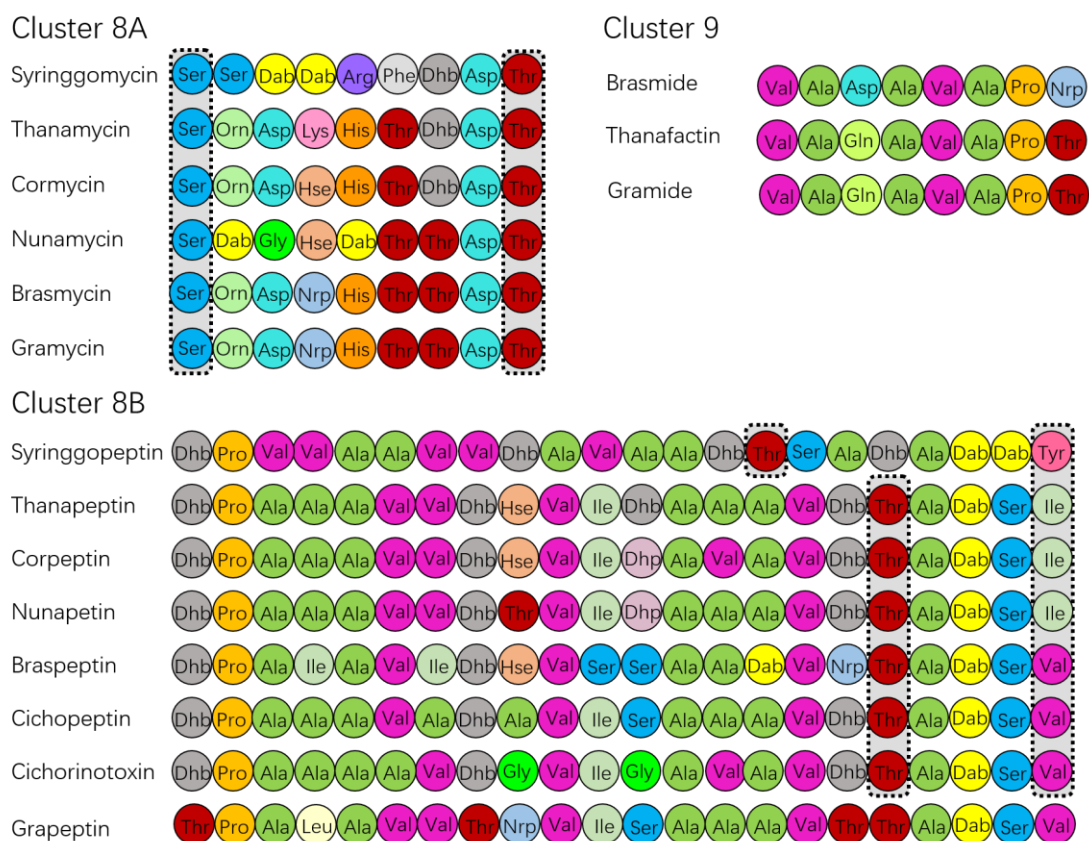 Cluster 8A
Syringgomycin Ser Ser Dab Dab Arg Phe Dhb Asp Thr
Thanamycin Ser Orn Asp Lys His Thr Dhb Asp Thr
Cormycin Ser Orn Asp Hse His Thr Dhb Asp Thr
Nunamycin Ser Dab Gly Hse Dab Thr Thr Asp Thr
Brasmycin Ser Orn Asp Nrp His Thr Thr Asp Thr
Gramycin Ser Orn Asp Nrp His Thr Thr Asp Thr
Cluster 9
Brasmide Val Ala Asp Ala Val Ala Pro Nrp
Thanafactin Val Ala Gln Ala Val Ala Pro Thr
Gramide Val Ala Gln Ala Val Ala Pro Thr
Cluster 8B
Syringgopeptin Dhb Pro Val Val Ala Ala Val Val Dhb Ala Val Ala Ala Dhb Thr Ser Ala Dhb Ala Dab Dab Tyr
Thanapeptin Dhb Pro Ala Ala Ala Val Val Dhb Hse Val Ile Dhb Ala Ala Ala Val Dhb Thr Ala Dab Ser Ile
Corpeptin Dhb Pro Ala Ala Ala Val Val Dhb Hse Val Ile Dhp Ala Val Ala Val Dhb Thr Ala Dab Ser Ile
Nunapetin Dhb Pro Ala Ala Ala Val Val Dhb Thr Val Ile Dhp Ala Ala Ala Val Dhb Thr Ala Dab Ser Ile
Braspeptin Dhb Pro Ala Ile Ala Val Ile Dhb Hse Val Ser Ser Ala Ala Dab Val Nrp Thr Ala Dab Ser Val
Cichopeptin Dhb Pro Ala Ala Ala Val Ala Dhb Ala Val Ile Ser Ala Ala Ala Val Dhb Thr Ala Dab Ser Val
Cichorinotoxin Dhb Pro Ala Ala Ala Ala Val Dhb Gly Val Ile Gly Ala Val Ala Val Dhb Thr Ala Dab Ser Val
Grapeptin Thr Pro Ala Leu Ala Val Val Thr Nrp Val Ile Ser Ala Ala Ala Val Thr Thr Ala Dab Ser Val